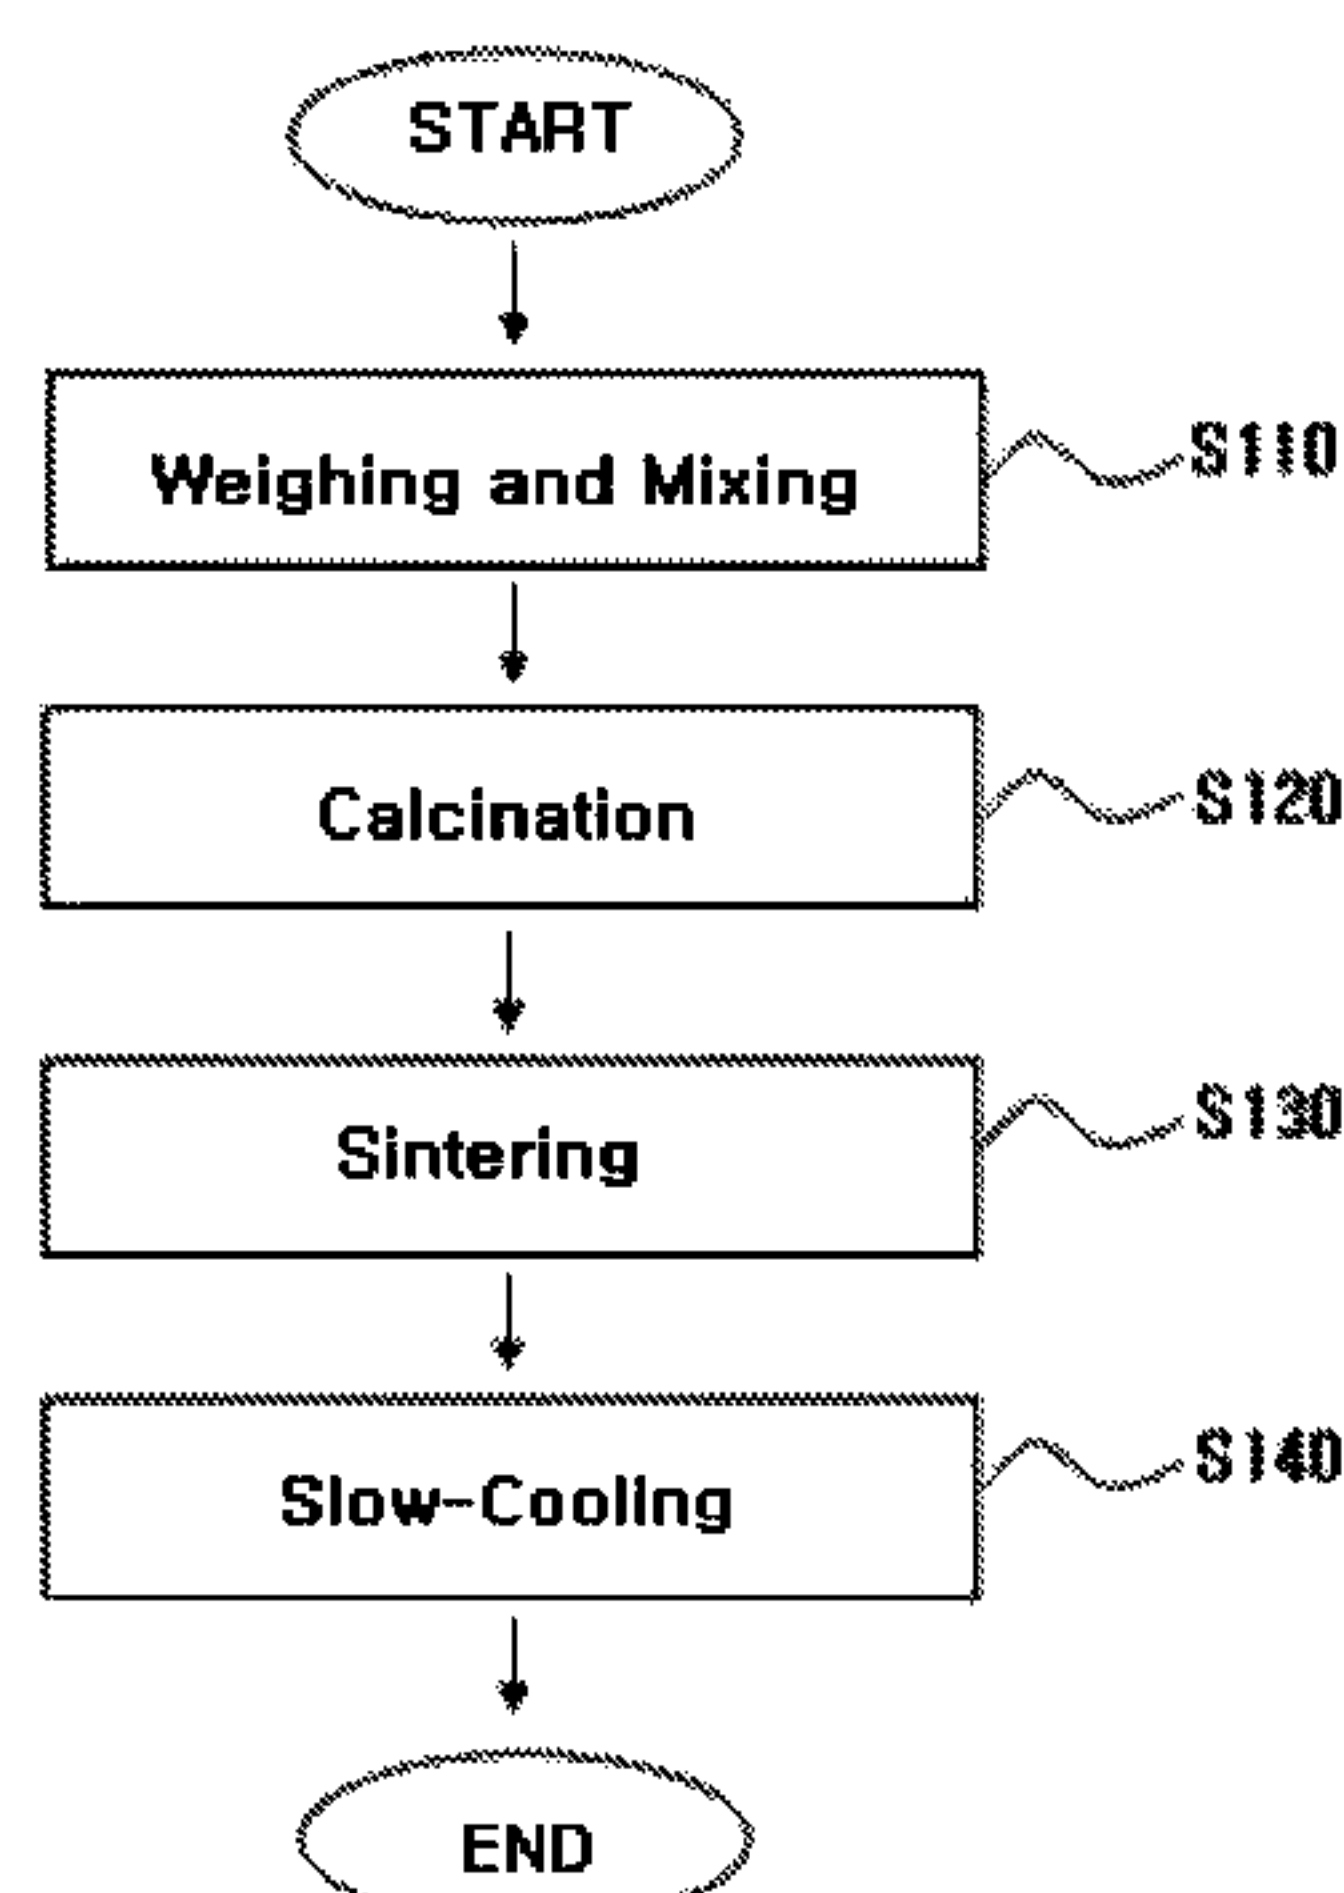 START
Weighing and Mixing
S110
Calcination
S120
Sintering
S130
Slow-Cooling
S140
END